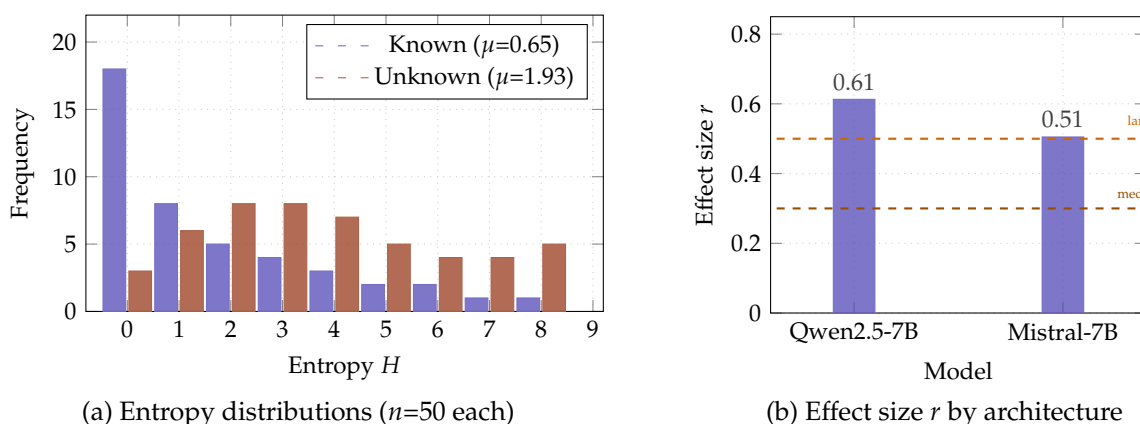 20
15
10
5
0
Frequency
Known (μ=0.65)
Unknown (μ=1.93)
0 1 2 3 4 5 6 7 8 9
Entropy H
(a) Entropy distributions (n=50 each)
0.8
0.6
0.4
0.2
0
Effect size r
0.61
0.51
lar
med
Qwen2.5-7B Mistral-7B
Model
(b) Effect size r by architecture